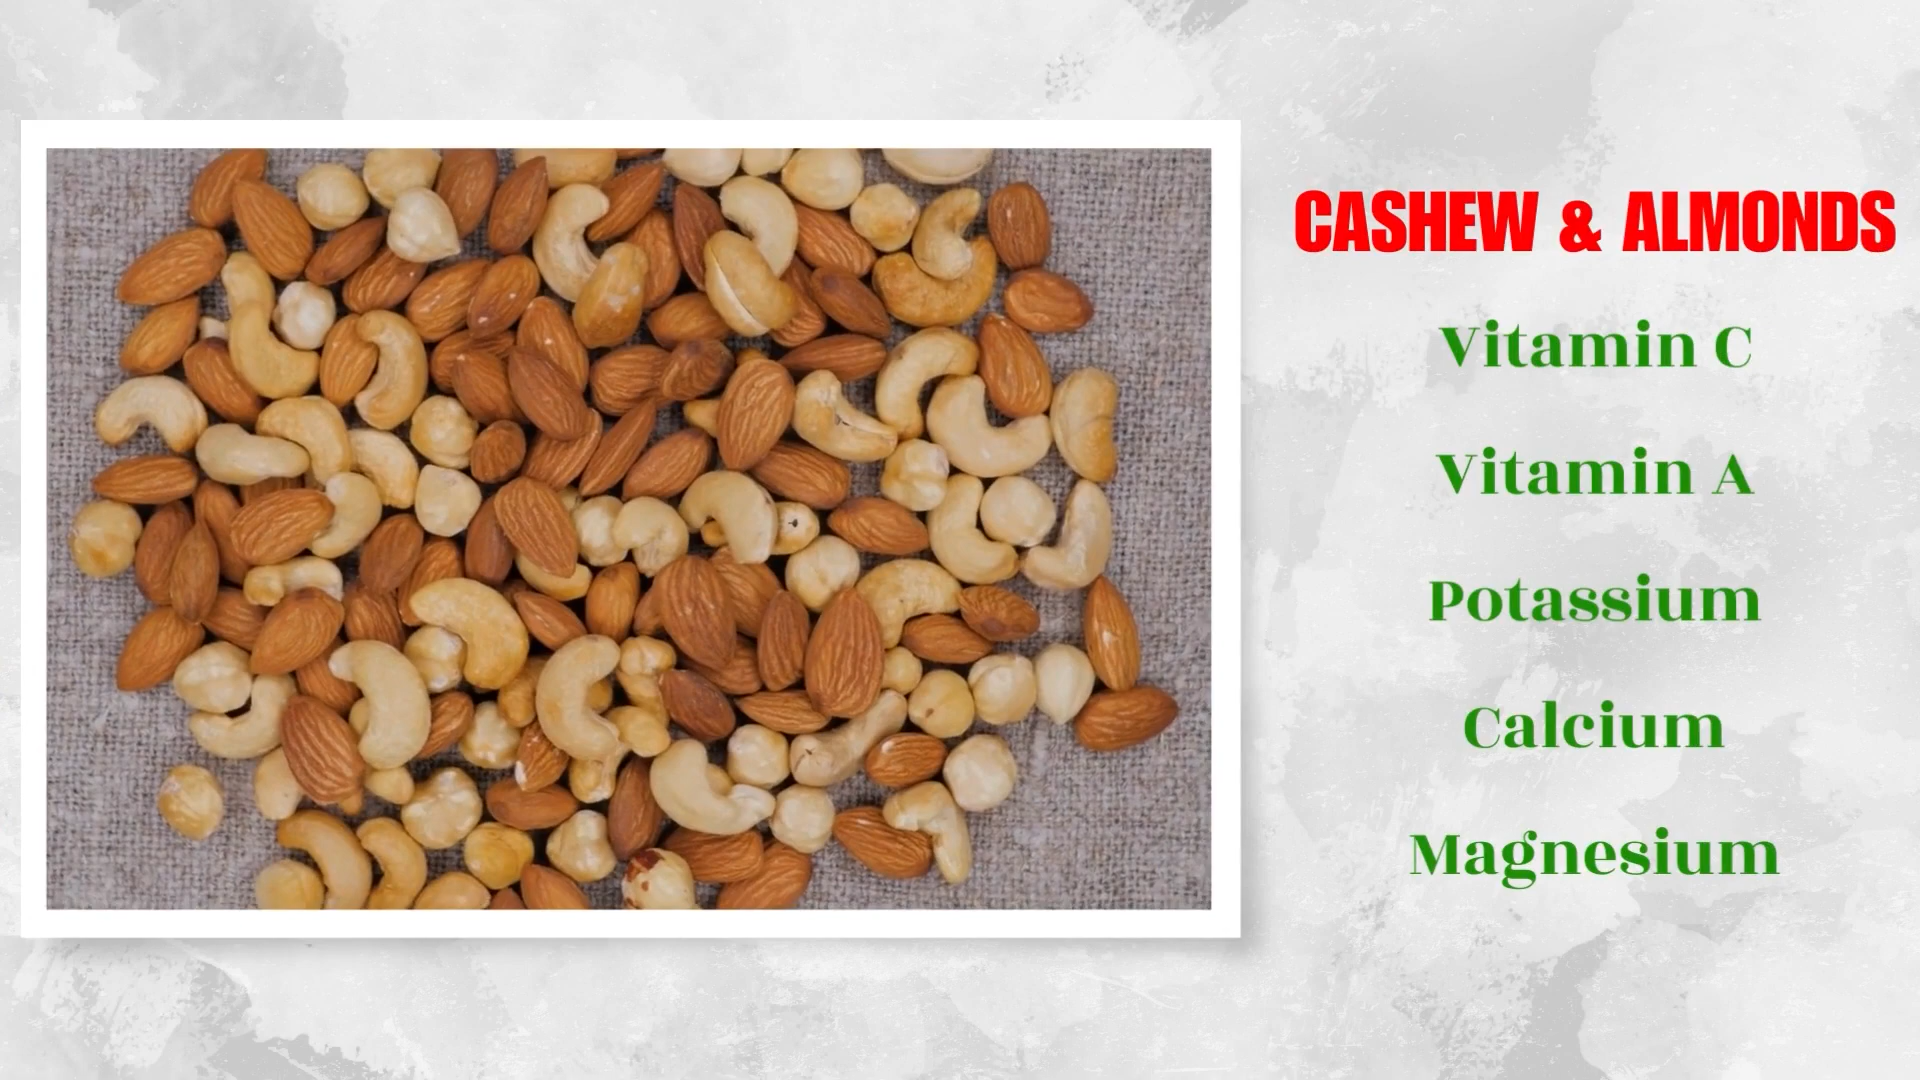 CASHEW & ALMONDS
Vitamin C
Vitamin A
Potassium
Calcium
Magnesium